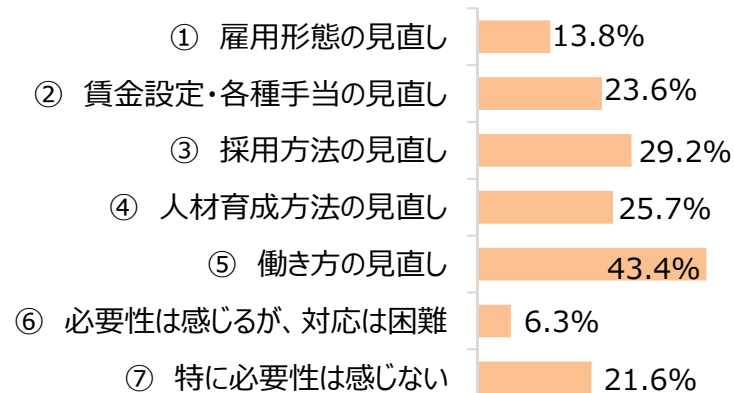 ① 雇用形態の見直し 13.8%
② 賃金設定・各種手当の見直し 23.6%
③ 採用方法の見直し 29.2%
④ 人材育成方法の見直し 25.7%
⑤ 働き方の見直し 43.4%
⑥ 必要性は感じるが、対応は困難 6.3%
⑦ 特に必要性は感じない 21.6%